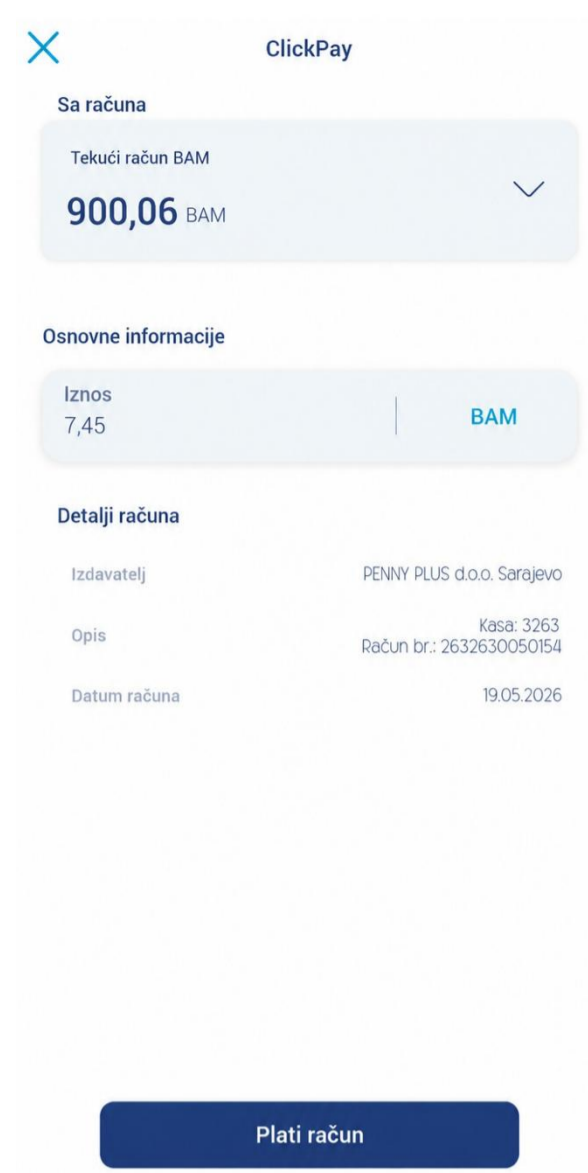 ClickPay
Sa računa
Tekući račun BAM
900,06 BAM
Osnovne informacije
Iznos
7,45
BAM
Detalji računa
Izdavatelj
PENNY PLUS d.o.o. Sarajevo
Opis
Kasa: 3263
Račun br.: 2632630050154
Datum računa
19.05.2026
Plati račun